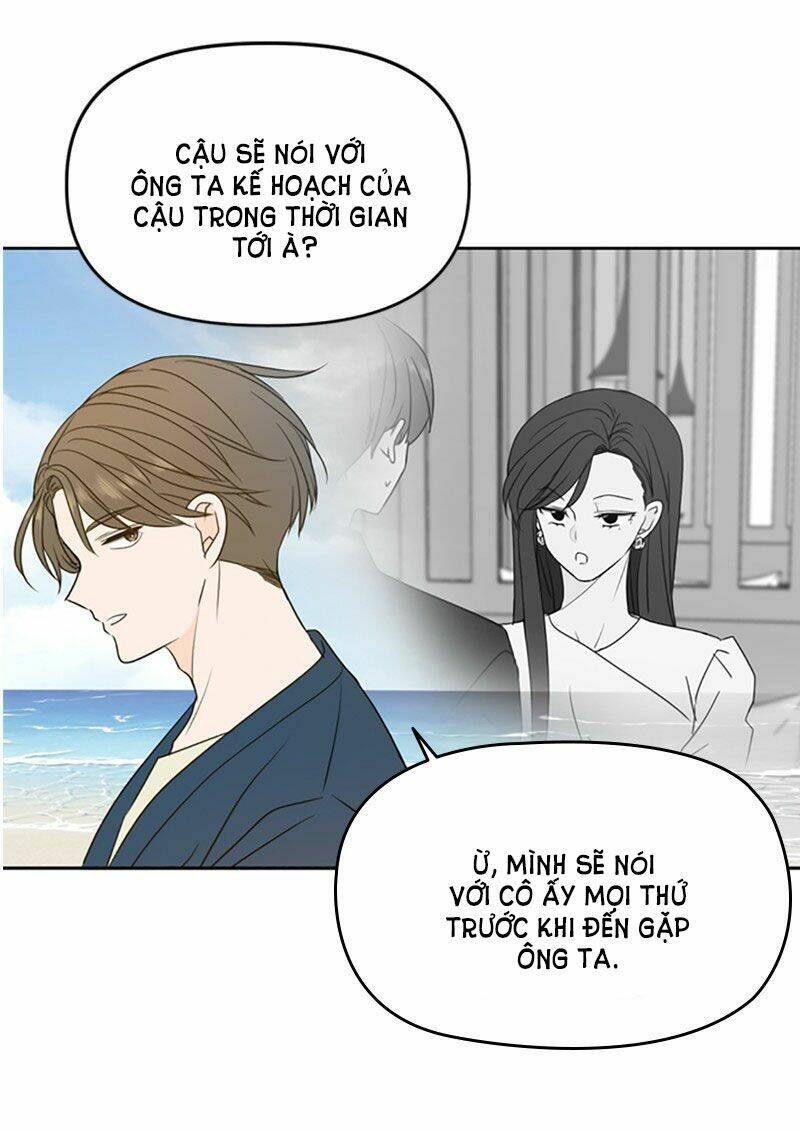 CẬU SẼ NÓI VỚI
ÔNG TA KẾ HOẠCH CỦA
CẬU TRONG THỜI GIAN
TỚI À?
Ừ, MÌNH SẼ NÓI
VỚI CÔ ẤY MỌI THỨ
TRƯỚC KHI ĐẾN GẶP
ÔNG TA.